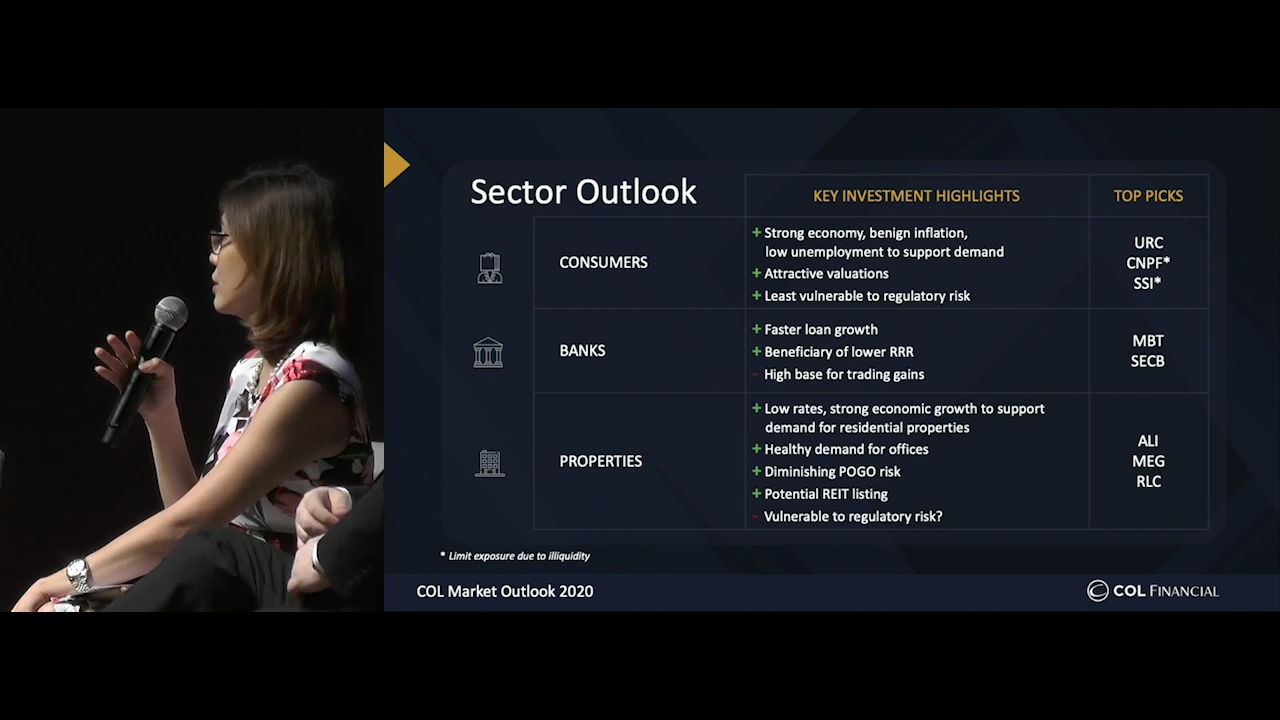 Sector Outlook
KEY INVESTMENT HIGHLIGHTS
TOP PICKS
CONSUMERS
+ Strong economy, benign inflation,
low unemployment to support demand
+ Attractive valuations
+ Least vulnerable to regulatory risk
URC
CNPF*
SSI*
BANKS
+ Faster loan growth
+ Beneficiary of lower RRR
- High base for trading gains
MBT
SECB
PROPERTIES
+ Low rates, strong economic growth to support
demand for residential properties
+ Healthy demand for offices
+ Diminishing POGO risk
+ Potential REIT listing
- Vulnerable to regulatory risk?
ALI
MEG
RLC
* Limit exposure due to illiquidity
COL Market Outlook 2020
COL FINANCIAL